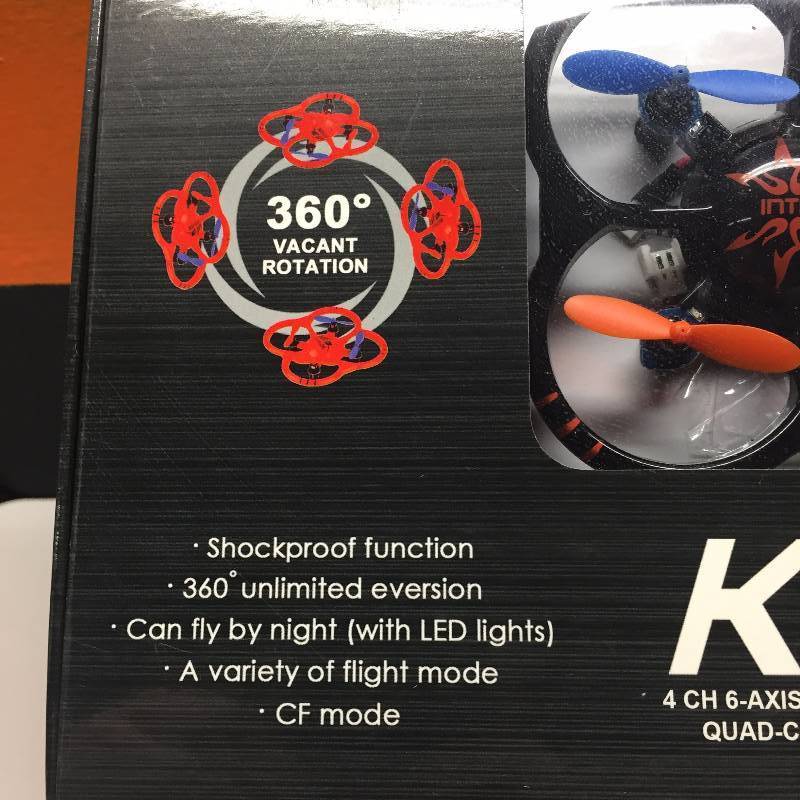 360°
VACANT
ROTATION
INT
· Shockproof function
· 360° unlimited eversion
· Can fly by night (with LED lights)
· A variety of flight mode
· CF mode
K
4 CH 6-AXIS
QUAD-C